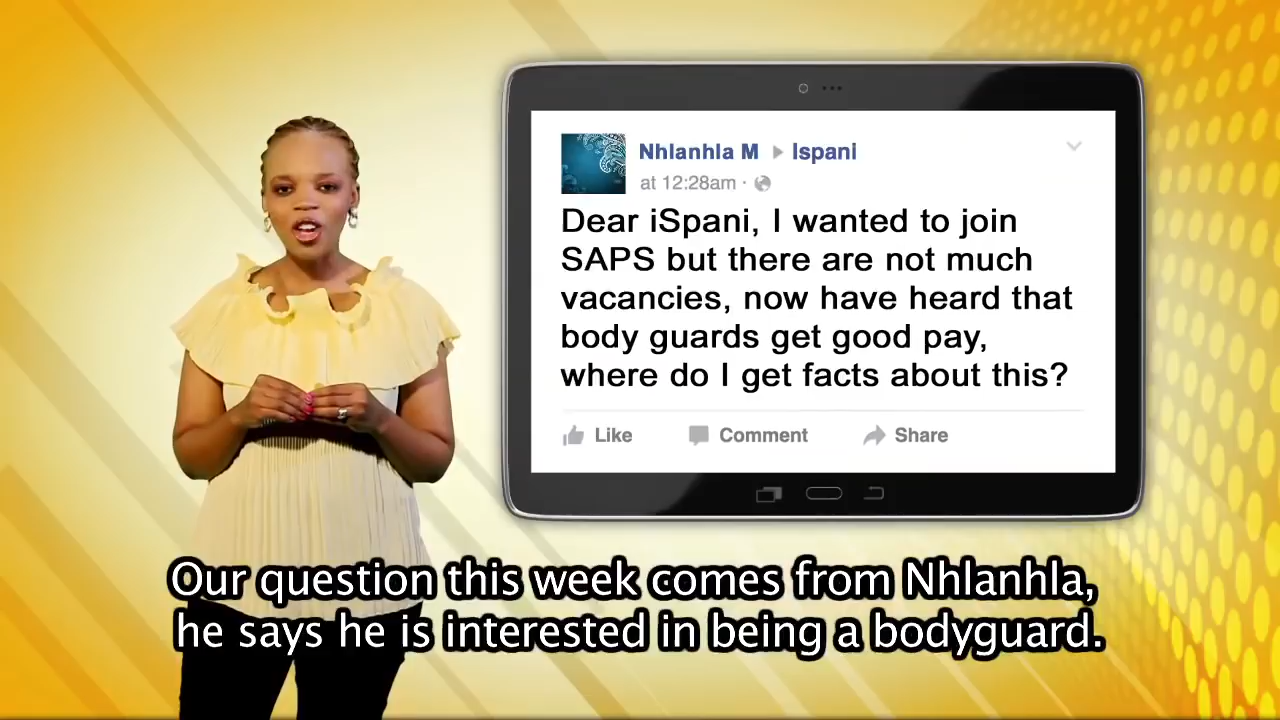 Nhlanhla M ▶ Ispani
at 12:28am ·
Dear iSpani, I wanted to join
SAPS but there are not much
vacancies, now have heard that
body guards get good pay,
where do I get facts about this?
Like Comment Share
Our question this week comes from Nhlanhla,
he says he is interested in being a bodyguard.